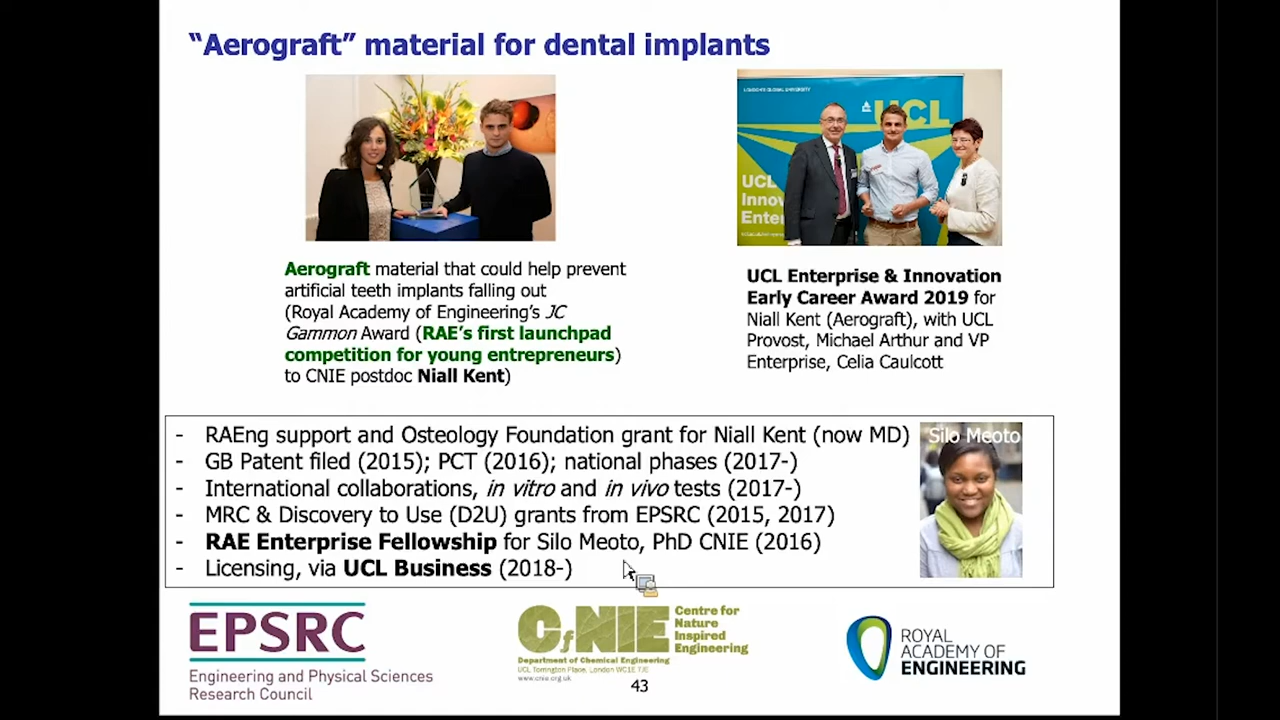 “Aerograft” material for dental implants
LONDON'S GLOBAL UNIVERSITY
UCL
UCL
Innov
Enter
Aerograft material that could help prevent
artificial teeth implants falling out
(Royal Academy of Engineering’s JC
Gammon Award (RAE’s first launchpad
competition for young entrepreneurs)
to CNIE postdoc Niall Kent)
UCL Enterprise & Innovation
Early Career Award 2019 for
Niall Kent (Aerograft), with UCL
Provost, Michael Arthur and VP
Enterprise, Celia Caulcott
- RAEng support and Osteology Foundation grant for Niall Kent (now MD)
- GB Patent filed (2015); PCT (2016); national phases (2017-)
- International collaborations, in vitro and in vivo tests (2017-)
- MRC & Discovery to Use (D2U) grants from EPSRC (2015, 2017)
- RAE Enterprise Fellowship for Silo Meoto, PhD CNIE (2016)
- Licensing, via UCL Business (2018-)
Silo Meoto
EPSRC
Engineering and Physical Sciences
Research Council
CfNIE
Centre for
Nature
Inspired
Engineering
Department of Chemical Engineering
UCL Torrington Place, London WC1E 7JE
www.cnie.org.uk
43
ROYAL
ACADEMY OF
ENGINEERING